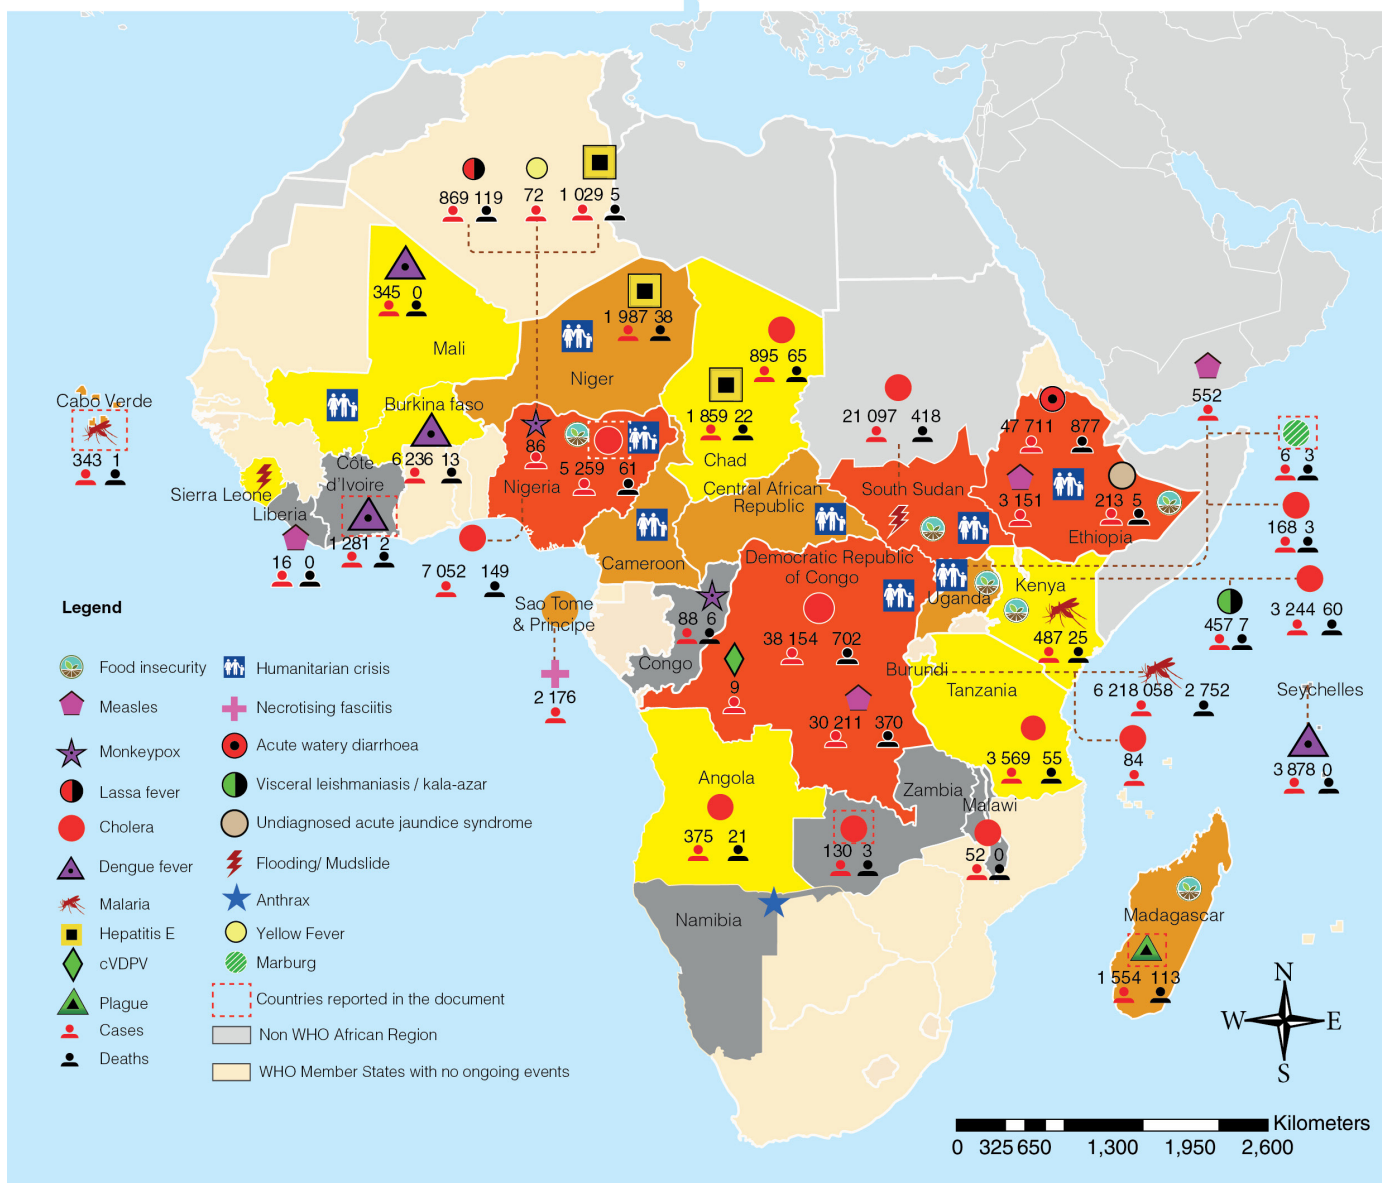 869 119
72
1 029 5
345 0
Mali
1 987 38
Niger
895 65
1 859 22
Chad
21 097 418
552
47 711 877
3 151
213 5
Ethiopia
6 3
168 3
Cabo Verde
343 1
Burkina faso
6 236 13
86
5 259 61
Nigeria
Côte
d'Ivoire
1 281 2
Sierra Leone
Liberia
16 0
7 052 149
Central African
Republic
South Sudan
Cameroon
Democratic Republic
of Congo
Uganda
Kenya
487 25
457 7
3 244 60
Sao Tome
& Principe
2 176
88 6
Congo
38 154 702
9
30 211 370
Burundi
Tanzania
6 218 058 2 752
84
3 569 55
Seychelles
3 878 0
Angola
375 21
Zambia
130 3
Malawi
52 0
Namibia
Madagascar
1 554 113
Legend
Food insecurity
Measles
Monkeypox
Lassa fever
Cholera
Dengue fever
Malaria
Hepatitis E
cVDPV
Plague
Cases
Deaths
Humanitarian crisis
Necrotising fasciitis
Acute watery diarrhoea
Visceral leishmaniasis / kala-azar
Undiagnosed acute jaundice syndrome
Flooding/ Mudslide
Anthrax
Yellow Fever
Marburg
Countries reported in the document
Non WHO African Region
WHO Member States with no ongoing events
N
W E
S
Kilometers
0 325 650 1,300 1,950 2,600